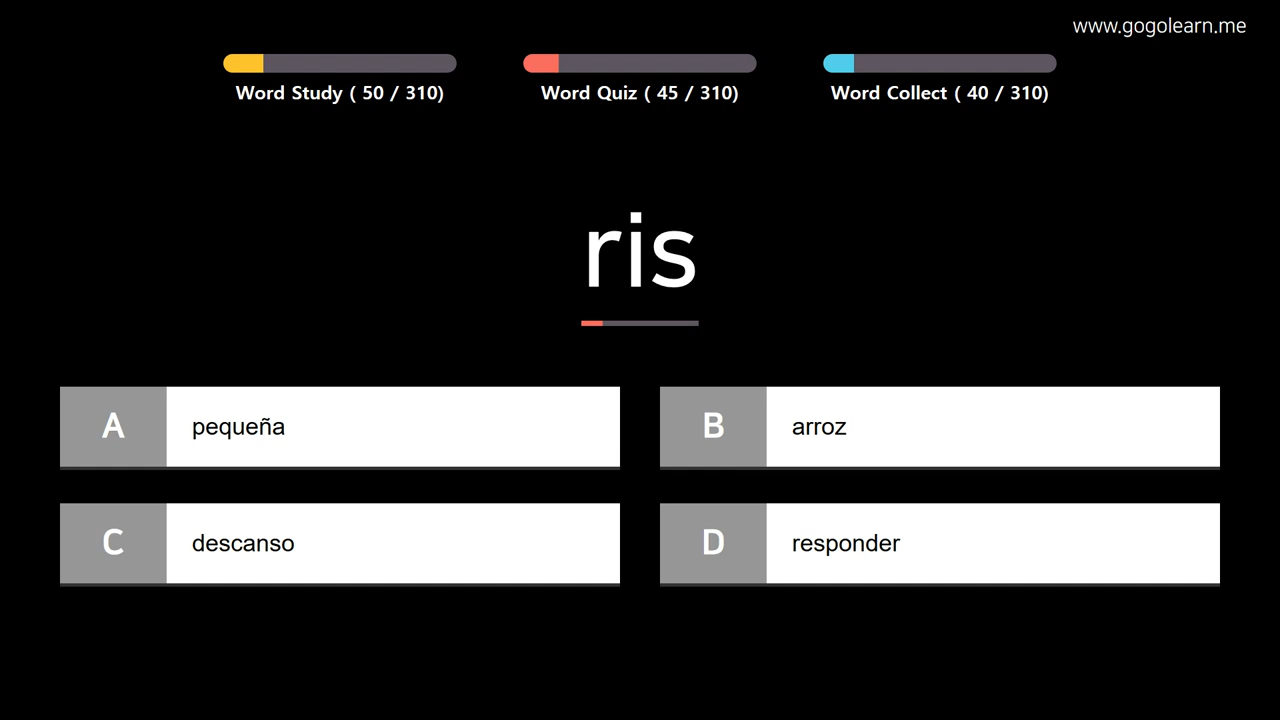 www.gogolearn.me
Word Study ( 50 / 310)
Word Quiz ( 45 / 310)
Word Collect ( 40 / 310)
ris
A pequeña
B arroz
C descanso
D responder